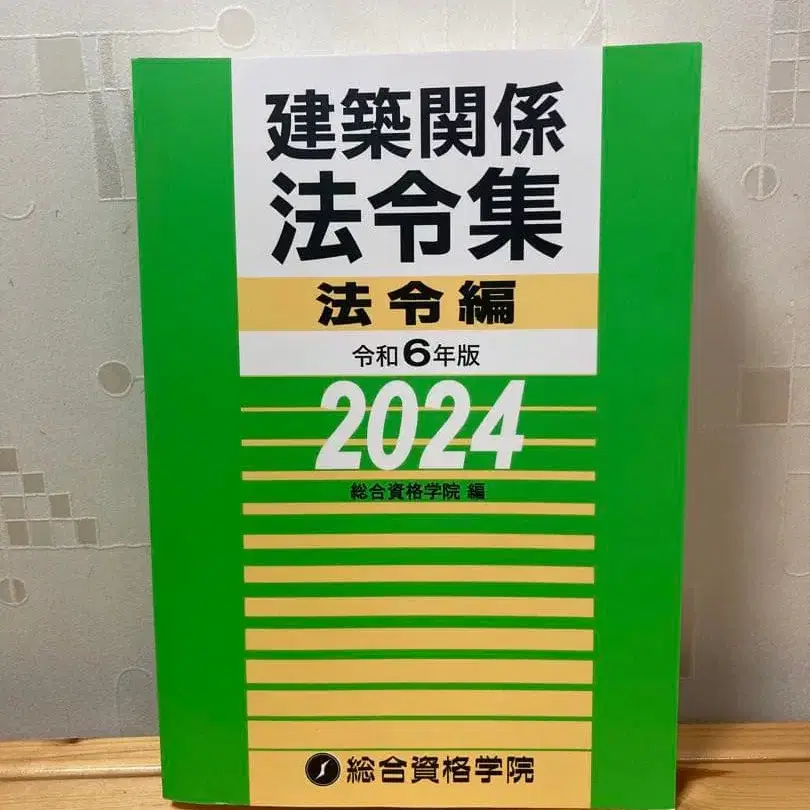 建築関係
法令集
法令編
令和6年版
2024
総合資格学院 編
総合資格学院